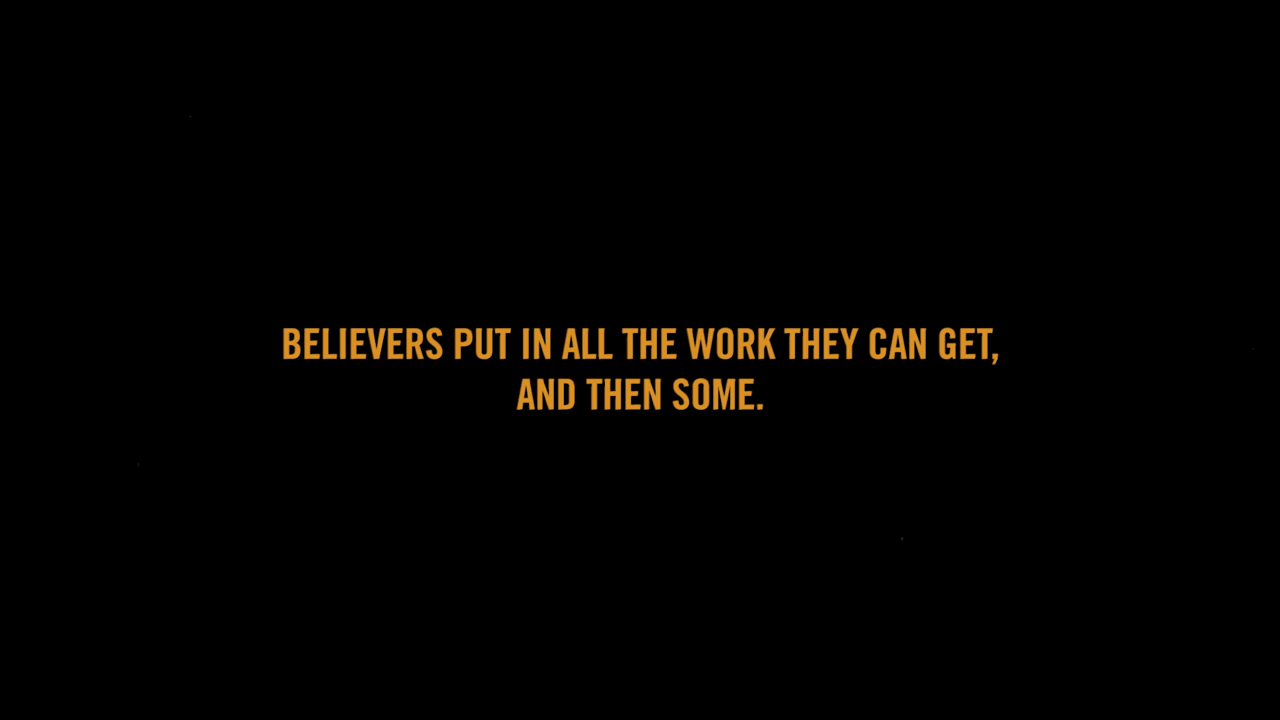 BELIEVERS PUT IN ALL THE WORK THEY CAN GET,
AND THEN SOME.